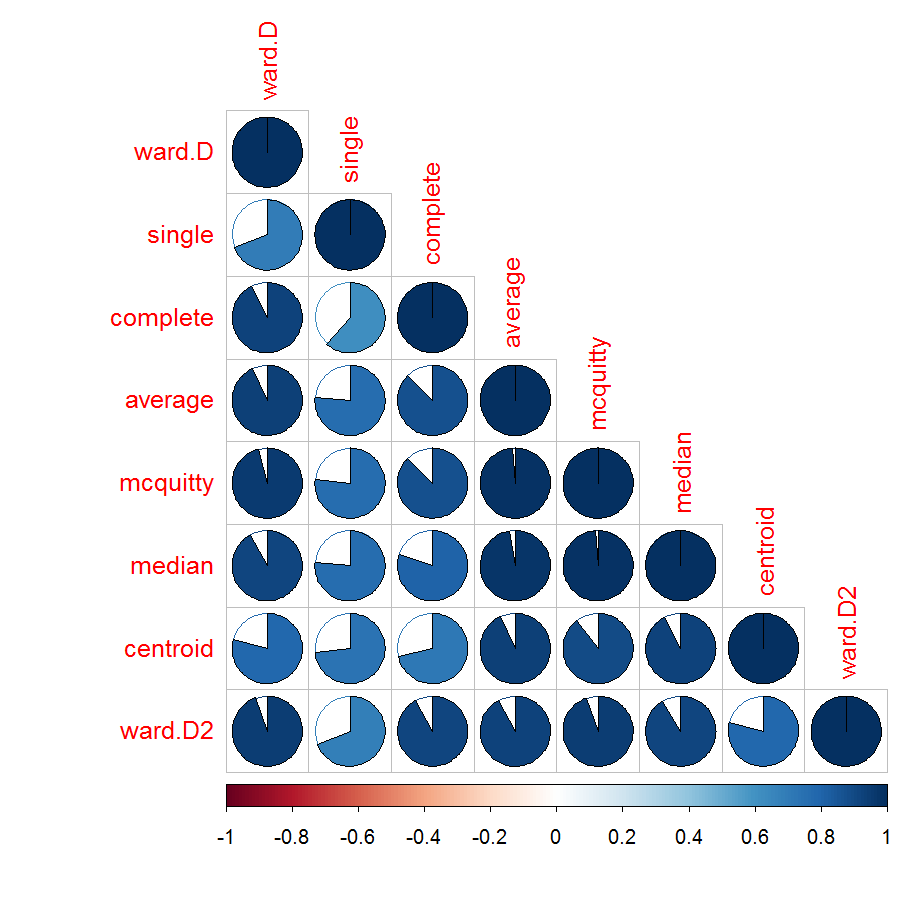 ward.D
single
complete
average
mcquitty
median
centroid
ward.D2
ward.D
single
complete
average
mcquitty
median
centroid
ward.D2
-1 -0.8 -0.6 -0.4 -0.2 0 0.2 0.4 0.6 0.8 1